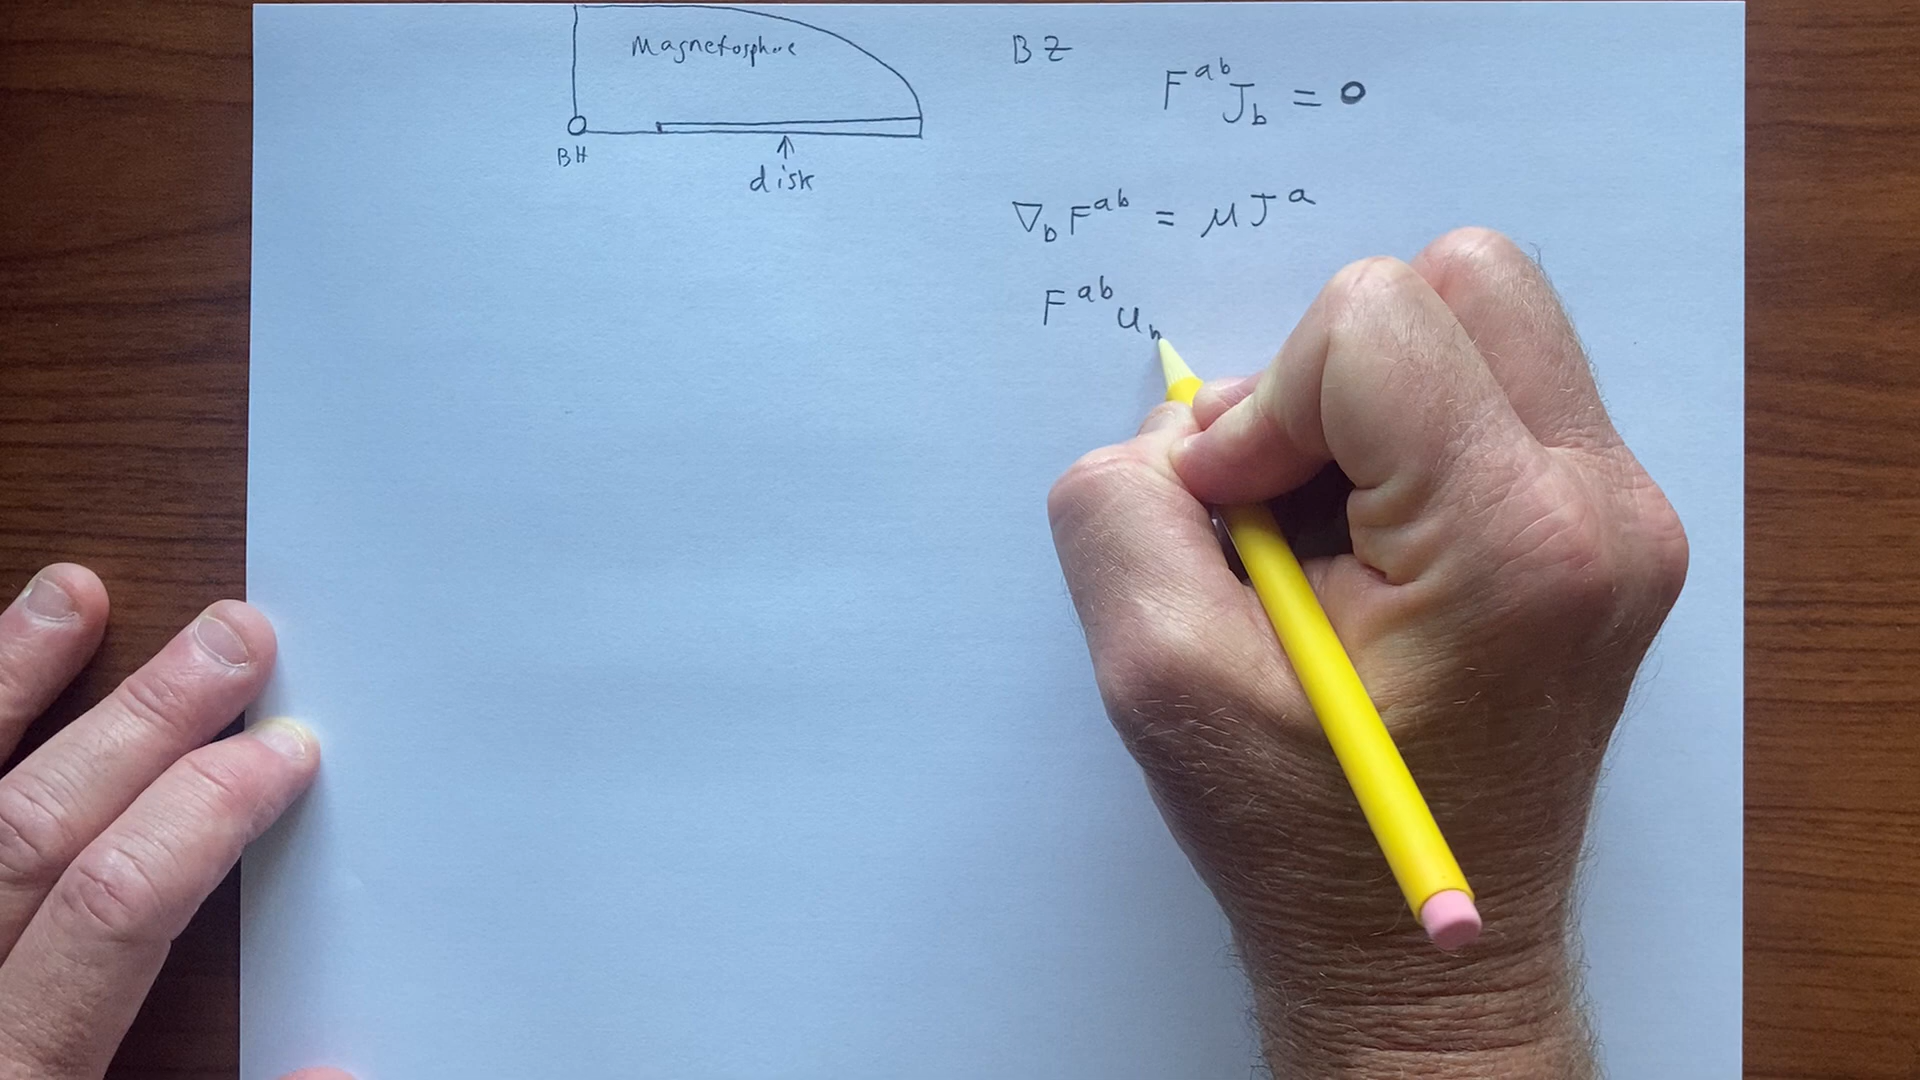 Magnetosphere
BH
disk
BZ
F^{ab} J_b = 0
∇_b F^{ab} = μ J^a
F^{ab} u_b